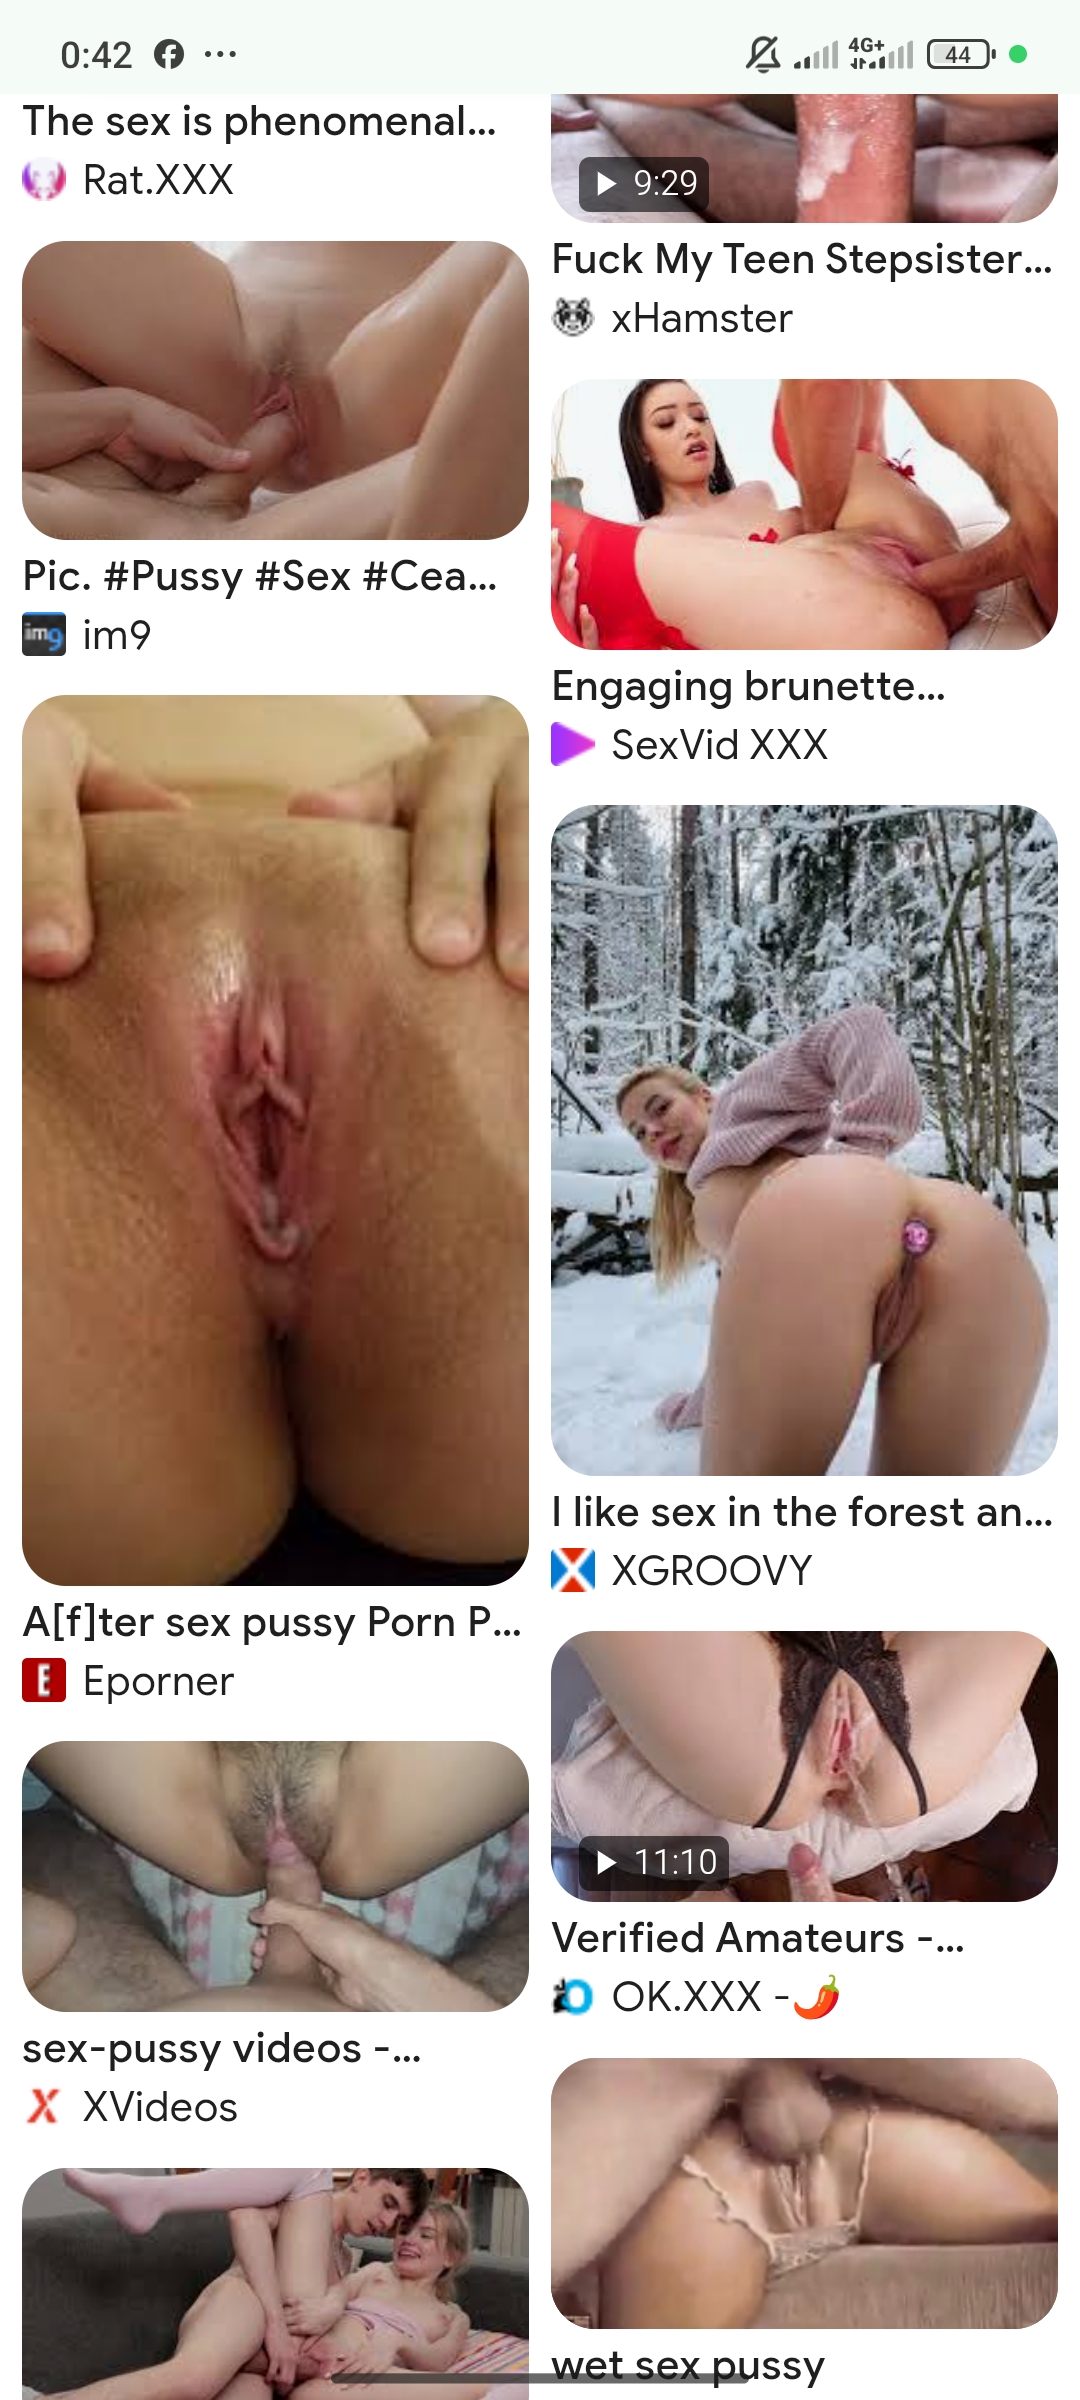 0:42
4G+
44
The sex is phenomenal...
Rat.XXX
9:29
Fuck My Teen Stepsister...
xHamster
Pic. #Pussy #Sex #Cea...
im9
im9
Engaging brunette...
SexVid XXX
I like sex in the forest an...
XGROOVY
A[f]ter sex pussy Porn P...
E
Eporner
11:10
Verified Amateurs -...
OK.XXX -🌶️
sex-pussy videos -...
X
XVideos
wet sex pussy